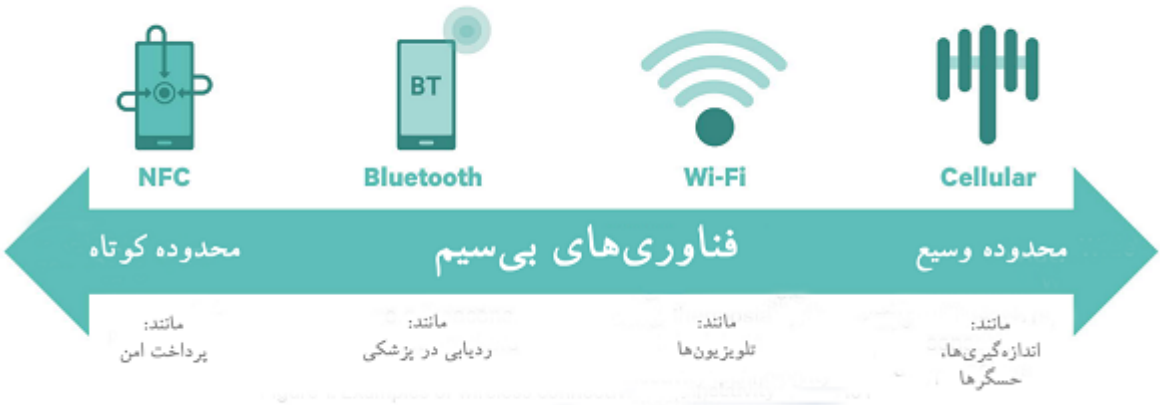 BT
NFC
Bluetooth
Wi-Fi
Cellular
محدوده کوتاه
فناوری‌های بی‌سیم
محدوده وسیع
مانند:
پرداخت امن
مانند:
ردیابی در پزشکی
مانند:
تلویزیون‌ها
مانند:
اندازه‌گیری‌ها،
حسگرها